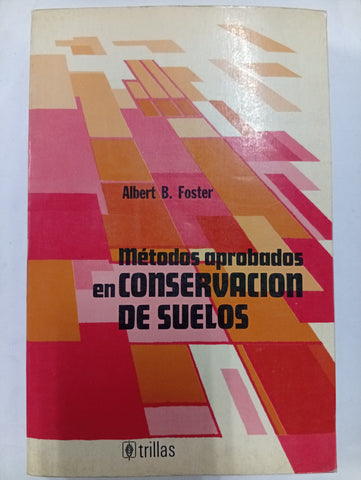 Albert B. Foster
Métodos aprobados
en CONSERVACION
DE SUELOS
trillas